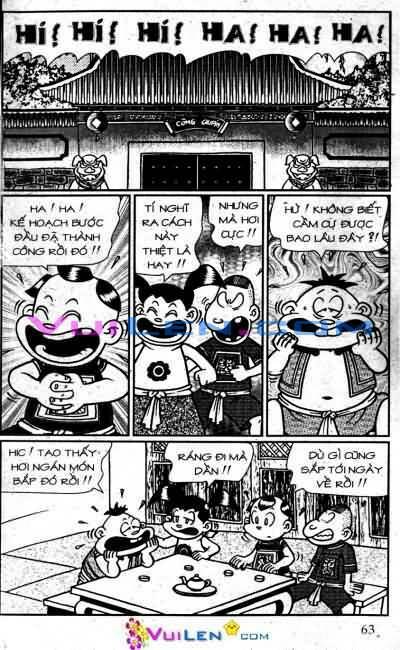 HÍ! HÍ! HÍ! HA! HA! HA!
CÔNG QUÁN
HA! HA!
KẾ HOẠCH BƯỚC
ĐẦU ĐÃ THÀNH
CÔNG RỒI ĐÓ!!
TÍ NGHĨ
RA CÁCH
NÀY
THIỆT LÀ
HAY!!
NHƯNG
MÀ HƠI
CỰC!!
HỪ! KHÔNG BIẾT
CẦM CỰ ĐƯỢC
BAO LÂU ĐÂY?!
VUILEN.COM
HIC! TAO THẤY
HƠI NGÁN MÓN
BẮP ĐÓ RỒI!!
RÁNG ĐI MÀ
DẦN!!
DÙ GÌ CŨNG
SẮP TỚI NGÀY
VỀ RỒI!!
63
VUILEN.COM